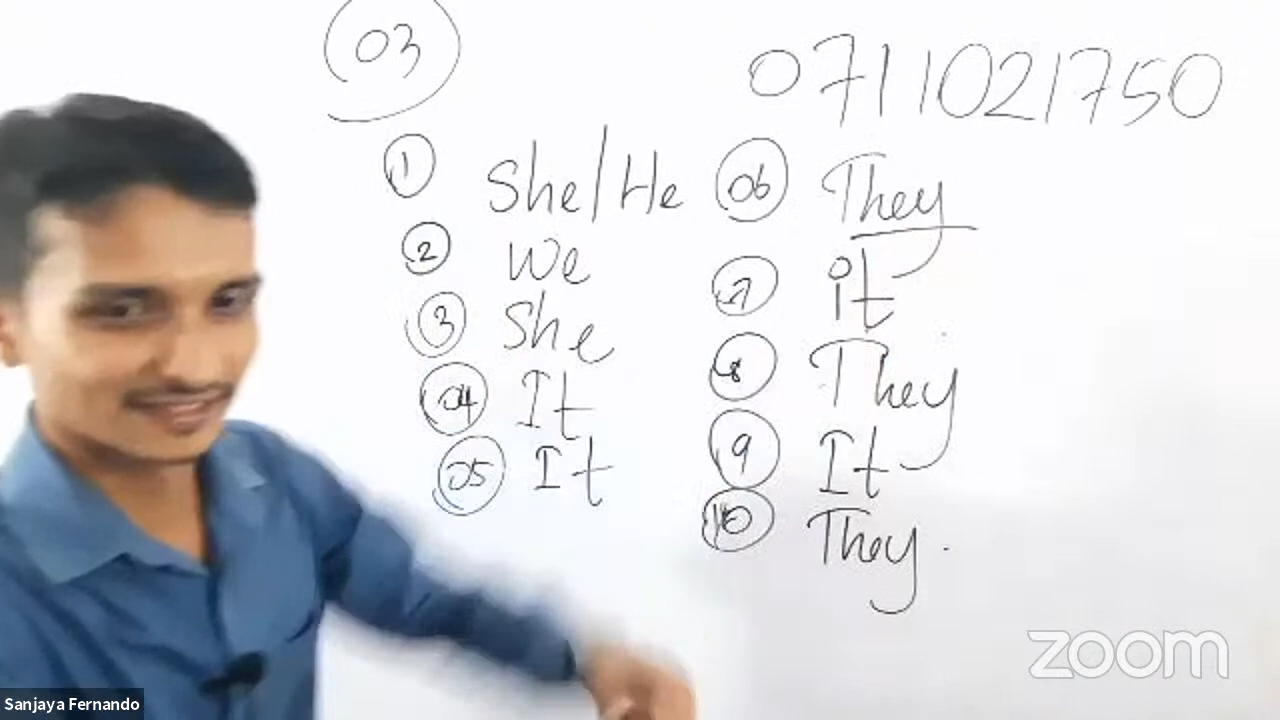 03
0711021750
1 She/He
2 We
3 She
04 It
05 It
06 They
7 it
8 They
9 It
10 They.
zoom
Sanjaya Fernando